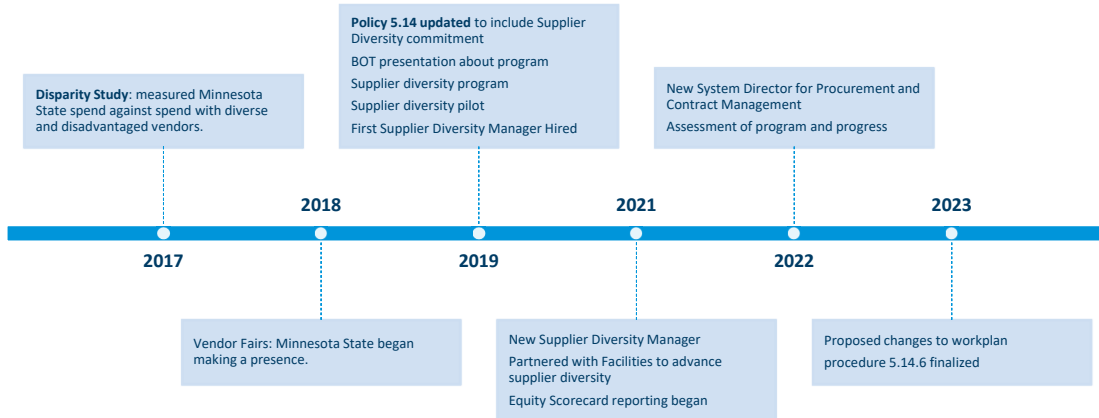 Policy 5.14 updated to include Supplier
Diversity commitment
BOT presentation about program
Supplier diversity program
Supplier diversity pilot
First Supplier Diversity Manager Hired
Disparity Study: measured Minnesota
State spend against spend with diverse
and disadvantaged vendors.
New System Director for Procurement and
Contract Management
Assessment of program and progress
2018
2021
2023
2017
2019
2022
Vendor Fairs: Minnesota State began
making a presence.
New Supplier Diversity Manager
Partnered with Facilities to advance
supplier diversity
Equity Scorecard reporting began
Proposed changes to workplan
procedure 5.14.6 finalized